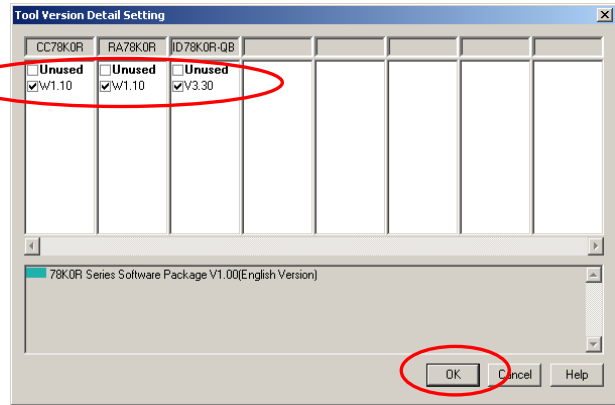 Tool Version Detail Setting
CC78K0R RA78K0R ID78K0R-QB
Unused Unused Unused
W1.10 W1.10 V3.30
78K0R Series Software Package V1.00(English Version)
OK Cancel Help